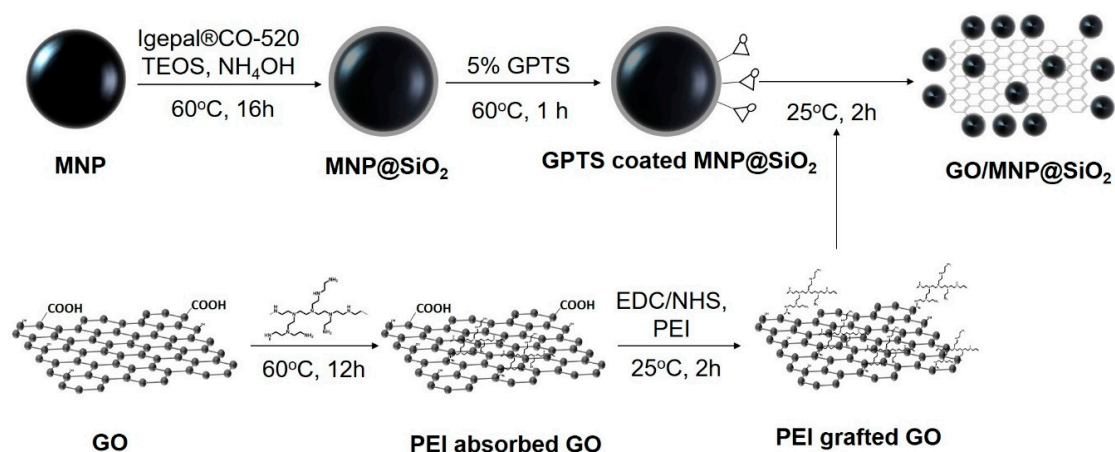 Igepal®CO-520
TEOS, NH₄OH
60°C, 16h
5% GPTS
60°C, 1 h
25°C, 2h
MNP
MNP@SiO₂
GPTS coated MNP@SiO₂
GO/MNP@SiO₂
COOH
COOH
COOH
COOH
EDC/NHS,
PEI
60°C, 12h
25°C, 2h
GO
PEI absorbed GO
PEI grafted GO